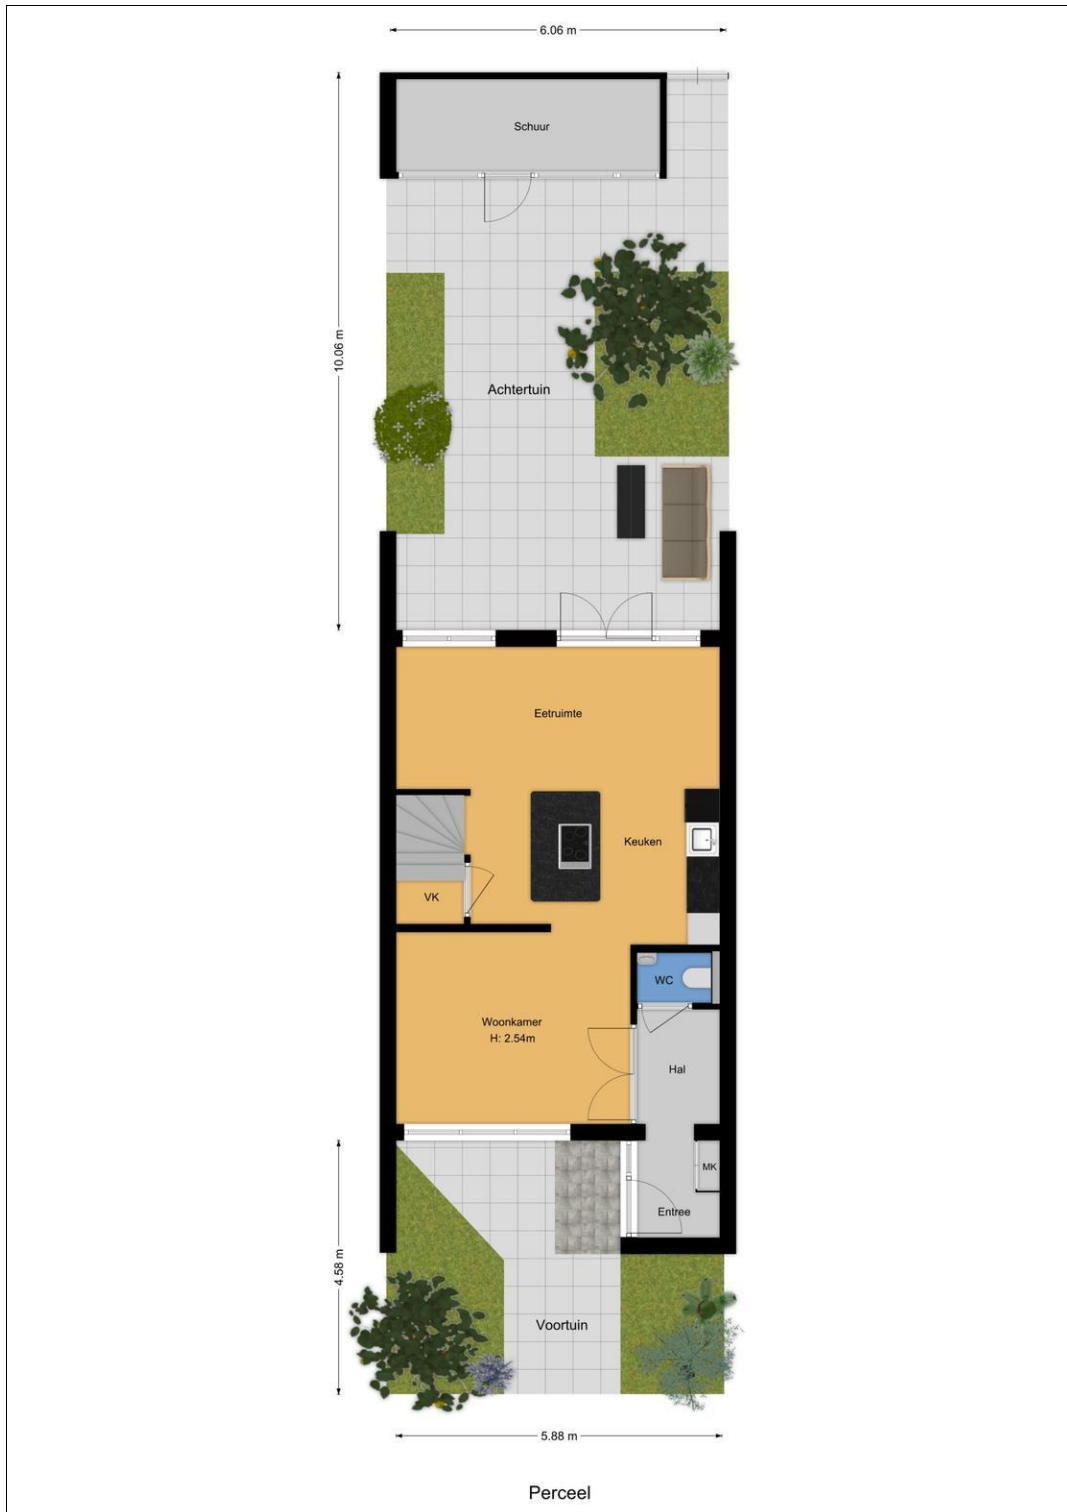 6.06 m
Schuur
10.06 m
Achtertuin
Eetruimte
Keuken
VK
WC
Woonkamer
H: 2.54m
Hal
MK
Entree
4.58 m
Voortuin
5.88 m
Perceel